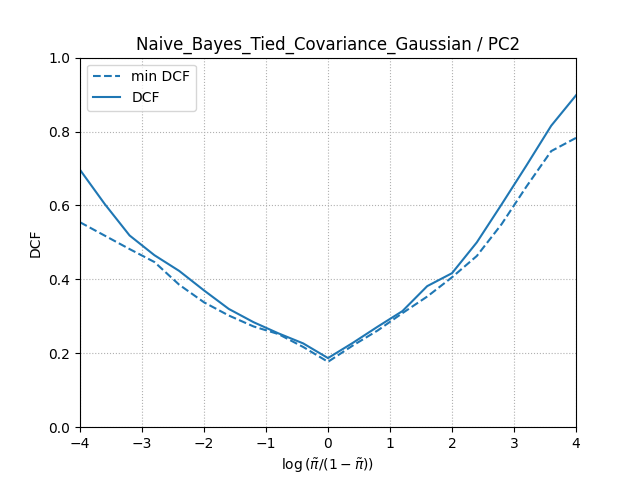 Naive_Bayes_Tied_Covariance_Gaussian / PC2
1.0
min DCF
DCF
0.8
0.6
DCF
0.4
0.2
0.0
−4 −3 −2 −1 0 1 2 3 4
log (π̃/(1 − π̃))